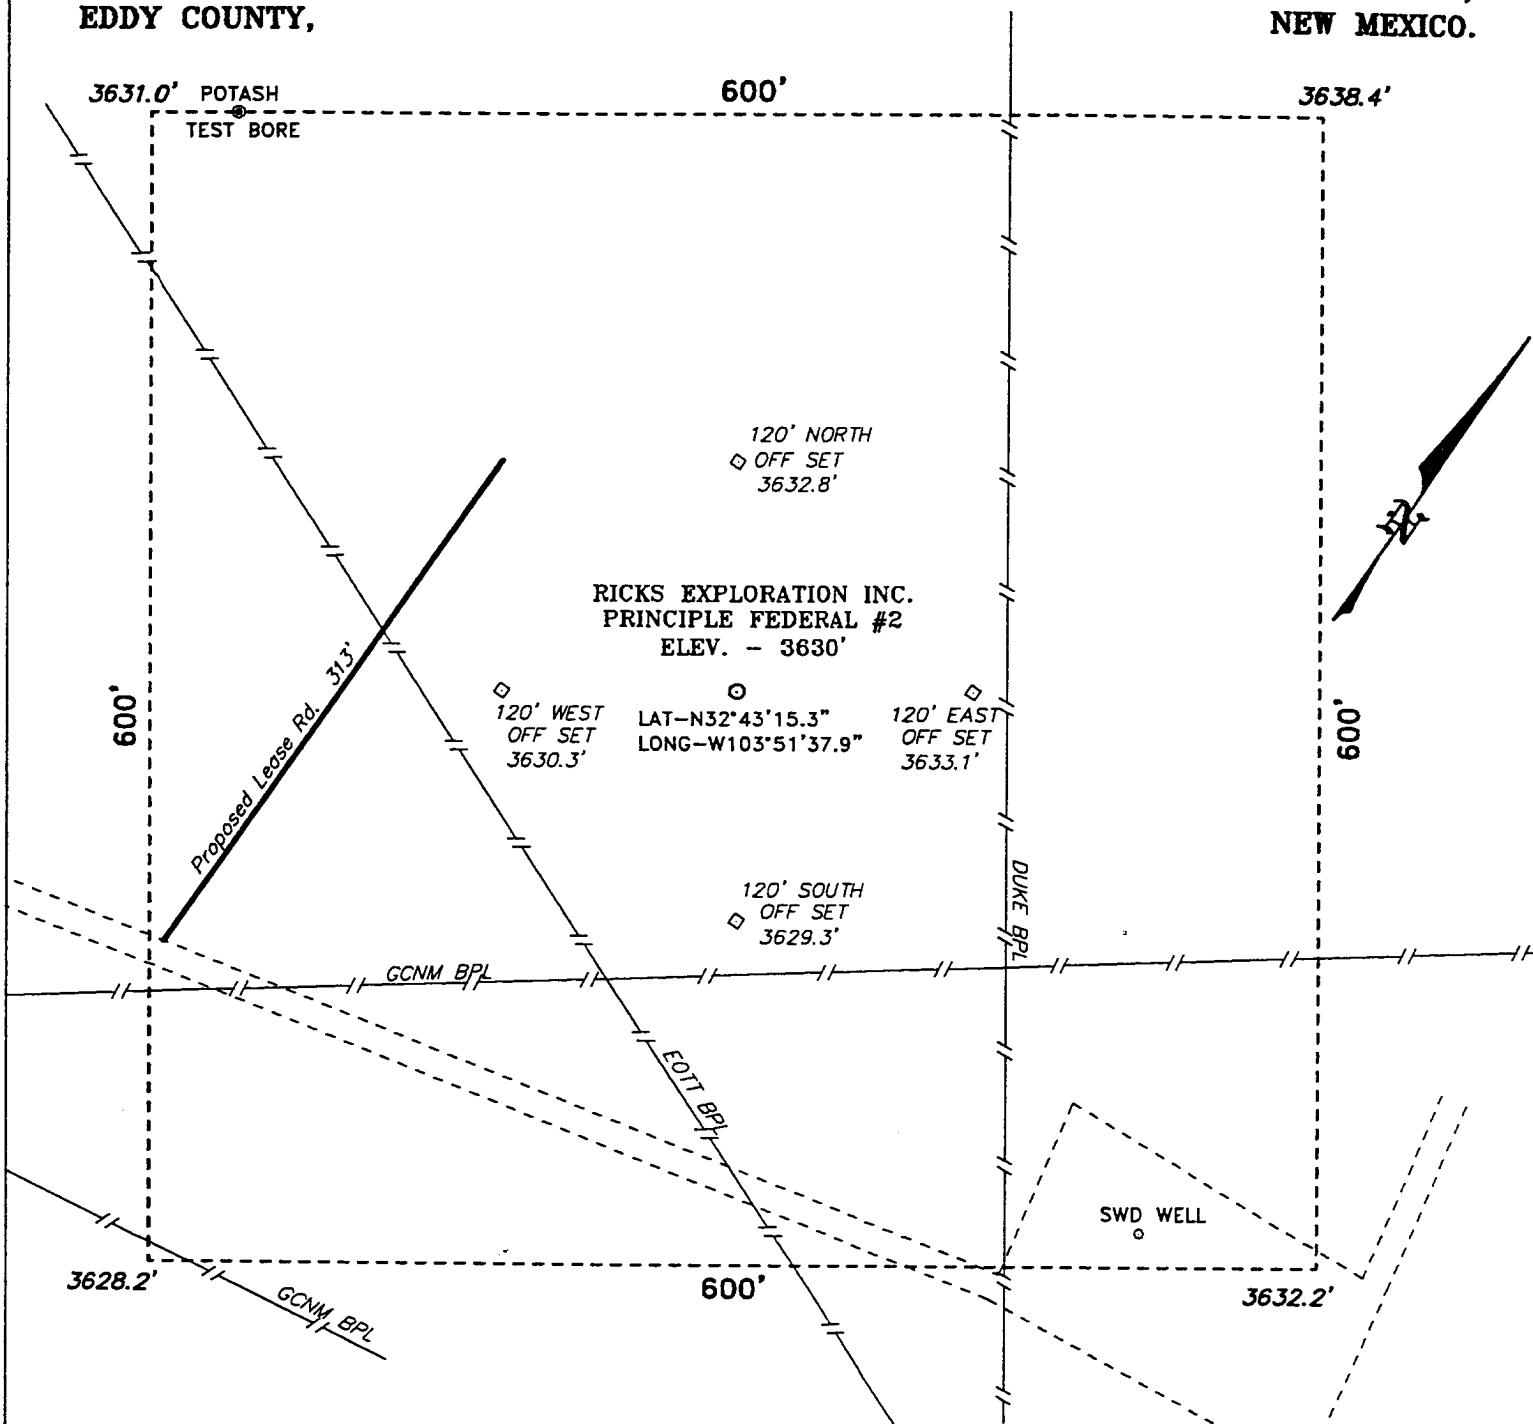 EDDY COUNTY,
NEW MEXICO.
3631.0'
POTASH
TEST BORE
600'
3638.4'
120' NORTH
OFF SET
3632.8'
N
RICKS EXPLORATION INC.
PRINCIPLE FEDERAL #2
ELEV. - 3630'
Proposed Lease Rd. 313'
600'
120' WEST
OFF SET
3630.3'
LAT-N32°43'15.3"
LONG-W103°51'37.9"
120' EAST
OFF SET
3633.1'
600'
120' SOUTH
OFF SET
3629.3'
DUKE BPL
GCNM BPL
EOTT BPL
SWD WELL
3628.2'
GCNM BPL
600'
3632.2'